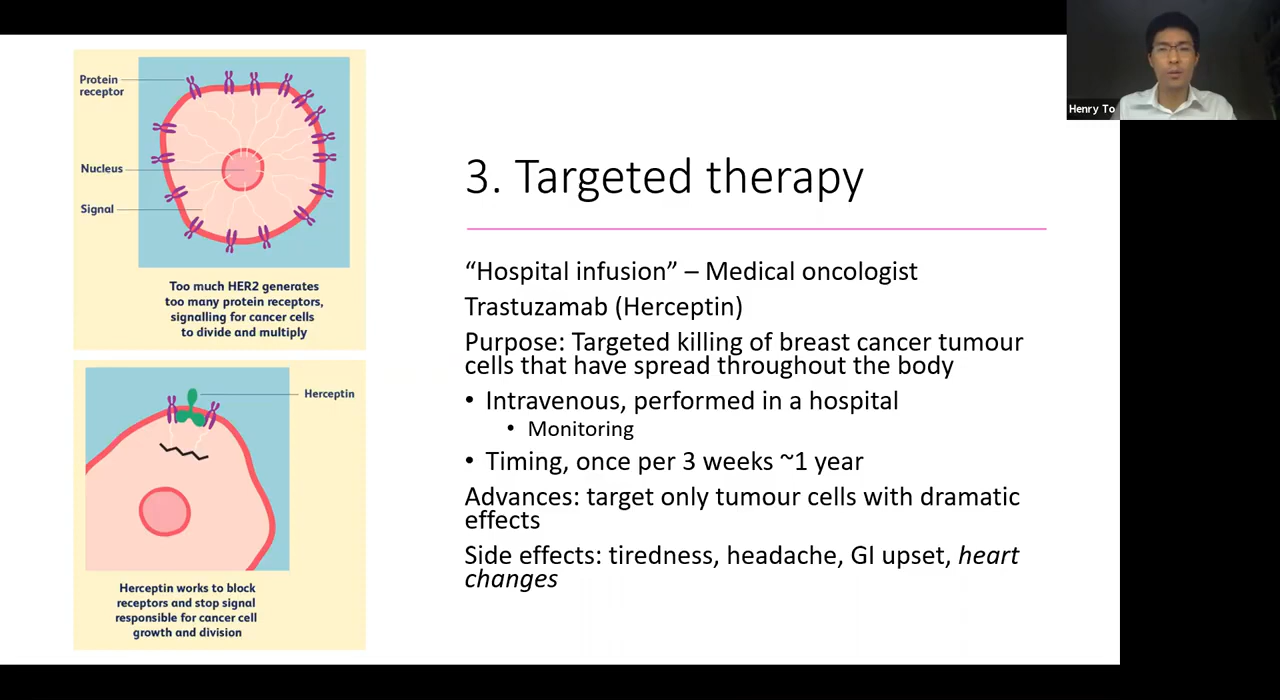 Protein
receptor
Nucleus
Signal
Too much HER2 generates
too many protein receptors,
signalling for cancer cells
to divide and multiply
Herceptin
Herceptin works to block
receptors and stop signal
responsible for cancer cell
growth and division
3. Targeted therapy
“Hospital infusion” – Medical oncologist
Trastuzamab (Herceptin)
Purpose: Targeted killing of breast cancer tumour
cells that have spread throughout the body
• Intravenous, performed in a hospital
• Monitoring
• Timing, once per 3 weeks ~1 year
Advances: target only tumour cells with dramatic
effects
Side effects: tiredness, headache, GI upset, heart
changes
Henry To